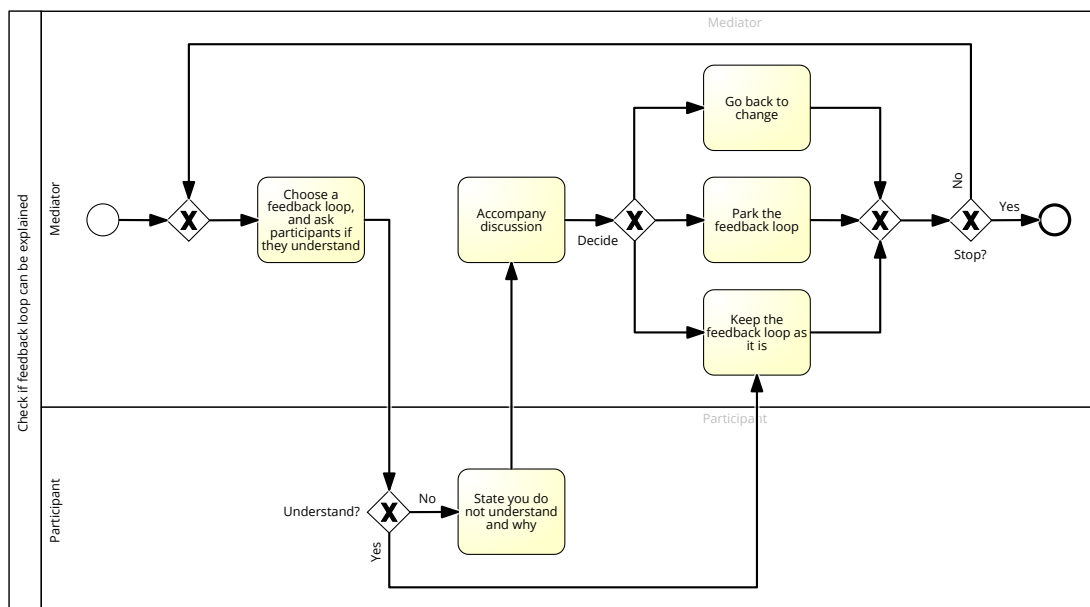 Mediator
Check if feedback loop can be explained
Mediator
Choose a
feedback loop,
and ask
participants if
they understand
Accompany
discussion
Decide
Go back to
change
Park the
feedback loop
Keep the
feedback loop as
it is
No
Yes
Stop?
Participant
Participant
Understand?
No
Yes
State you do
not understand
and why